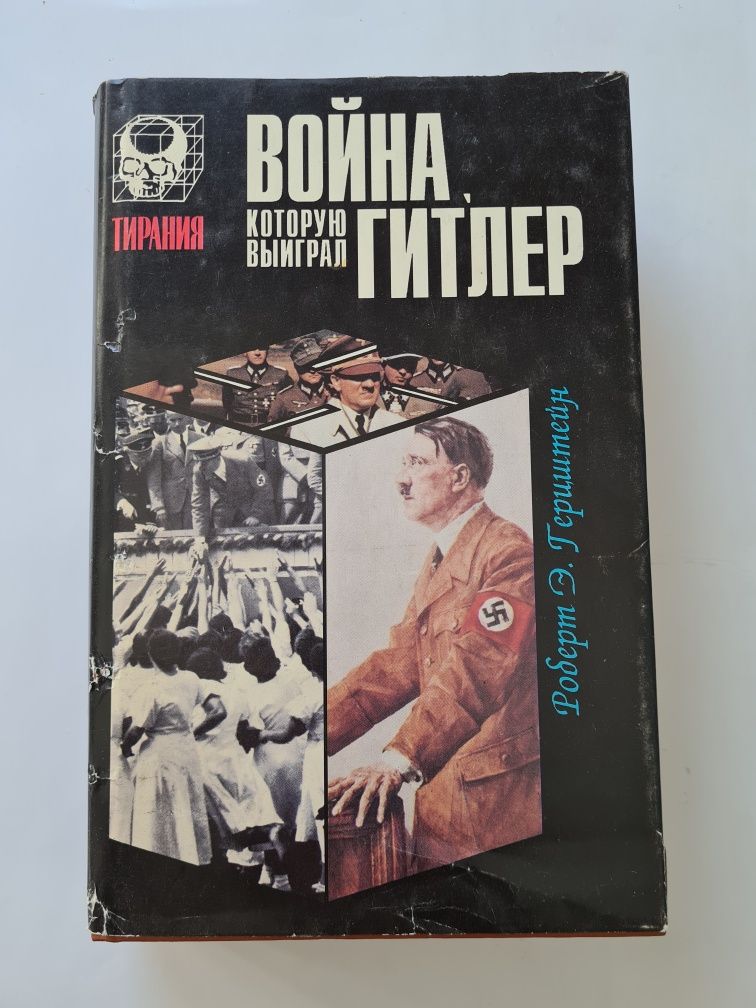 ВОЙНА,
КОТОРУЮ
ВЫИГРАЛ
ГИТЛЕР
ТИРАНИЯ
Роберт Э. Герцштейн